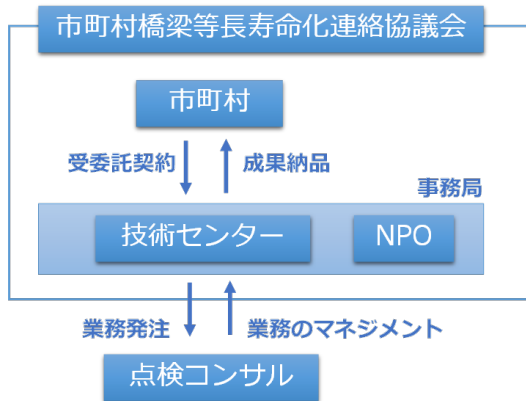 市町村橋梁等長寿命化連絡協議会
市町村
受委託契約
成果納品
事務局
技術センター
NPO
業務発注
業務のマネジメント
点検コンサル